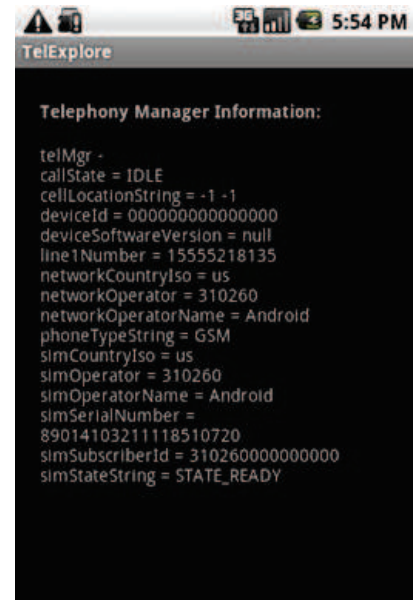 5:54 PM
TelExplore
Telephony Manager Information:
telMgr -
callState = IDLE
cellLocationString = -1 -1
deviceId = 000000000000000
deviceSoftwareVersion = null
line1Number = 15555218135
networkCountryIso = us
networkOperator = 310260
networkOperatorName = Android
phoneTypeString = GSM
simCountryIso = us
simOperator = 310260
simOperatorName = Android
simSerialNumber =
89014103211118510720
simSubscriberId = 310260000000000
simStateString = STATE_READY